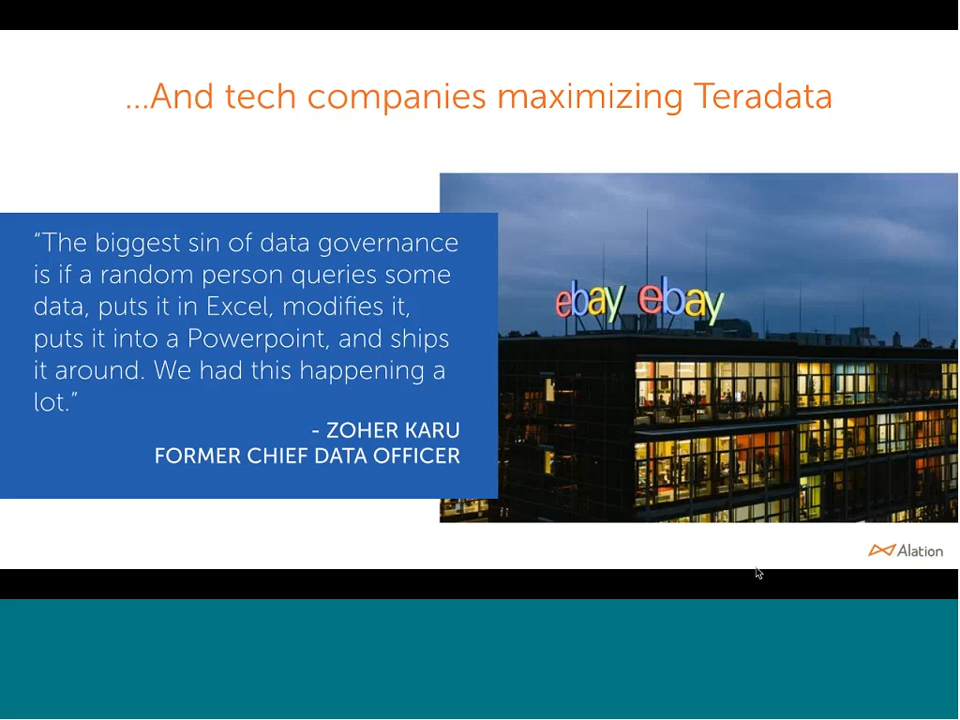 ...And tech companies maximizing Teradata
“The biggest sin of data governance
is if a random person queries some
data, puts it in Excel, modifies it,
puts it into a Powerpoint, and ships
it around. We had this happening a
lot.”
- ZOHER KARU
FORMER CHIEF DATA OFFICER
ebay ebay
Alation